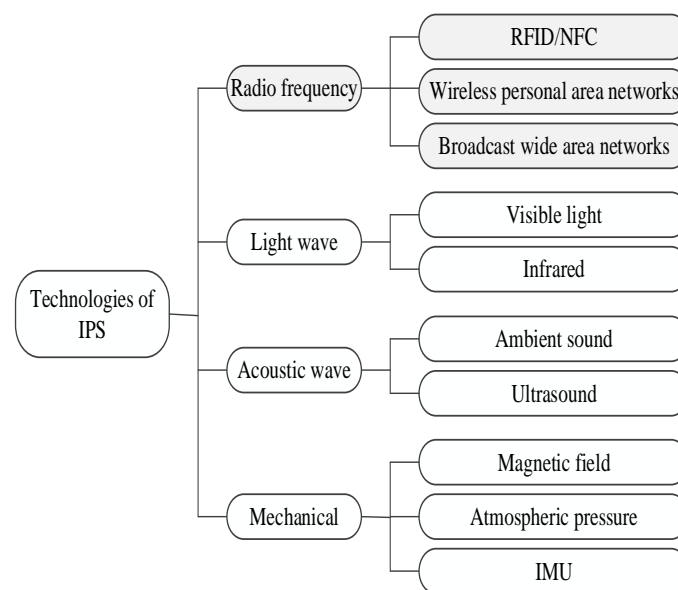 RFID/NFC
Radio frequency
Wireless personal area networks
Broadcast wide area networks
Visible light
Light wave
Infrared
Technologies of
IPS
Ambient sound
Acoustic wave
Ultrasound
Magnetic field
Mechanical
Atmospheric pressure
IMU